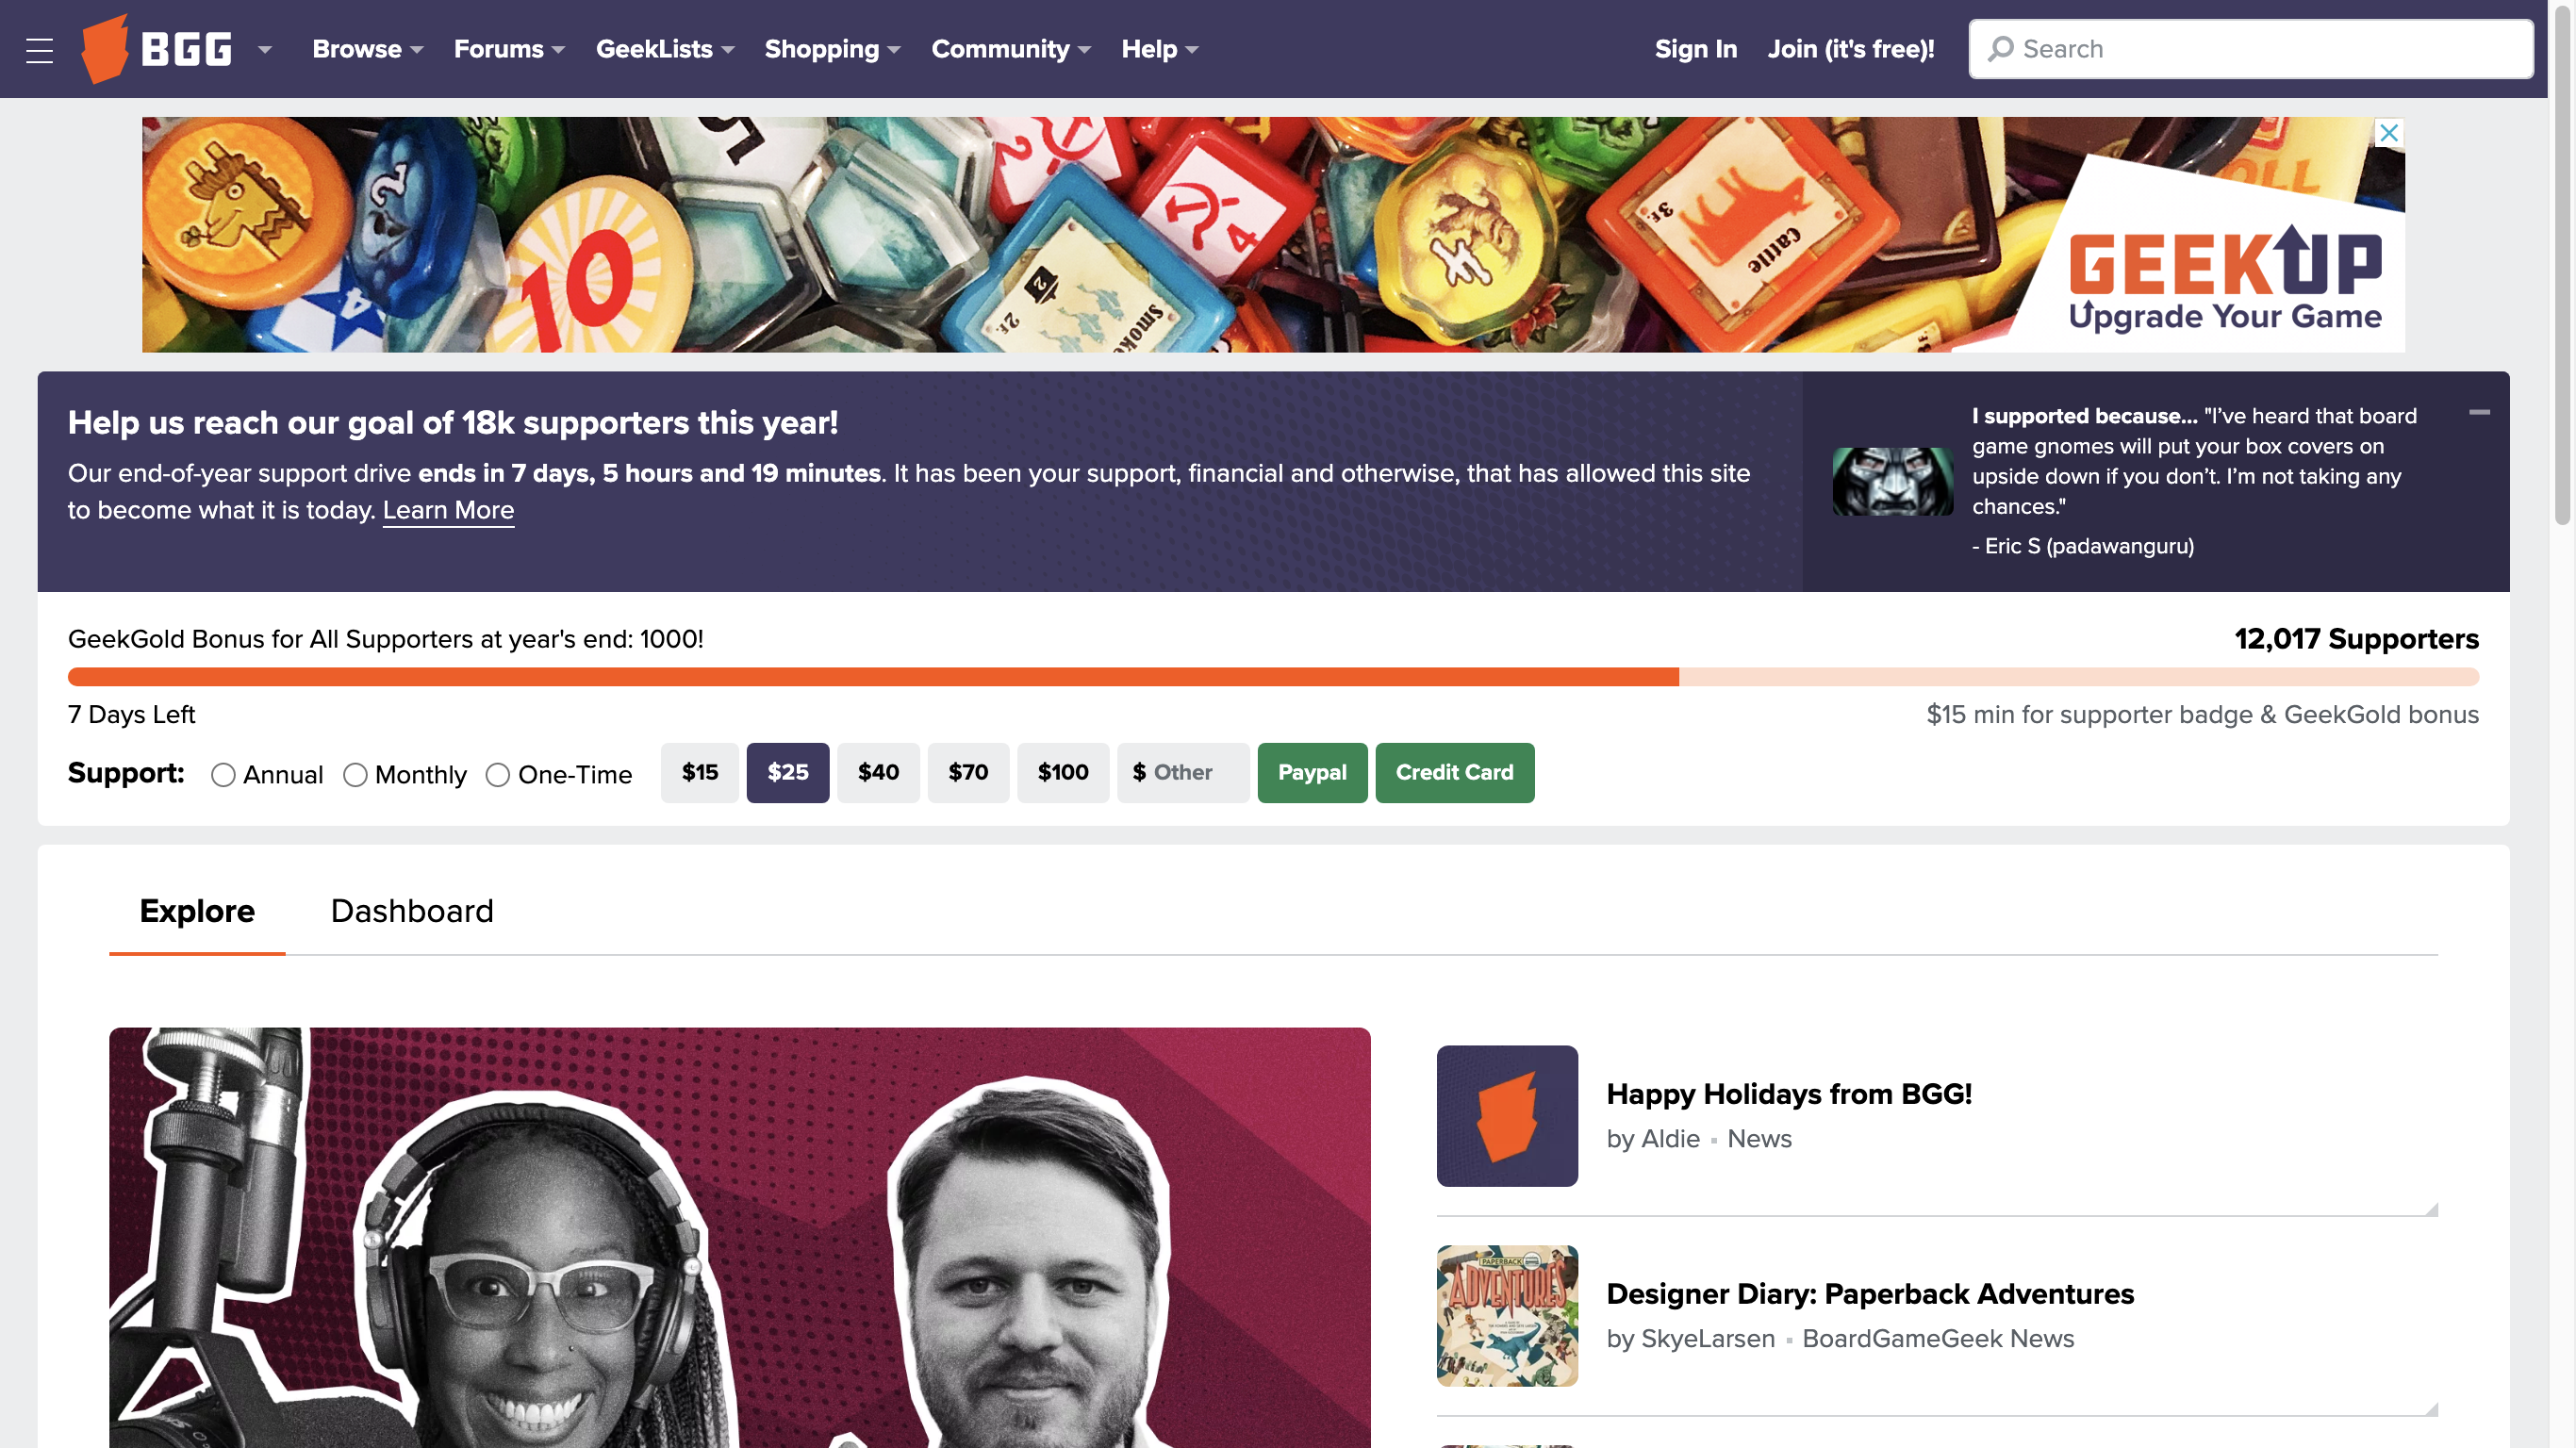 BGG Browse Forums GeekLists Shopping Community Help Sign In Join (it's free)! Search
10
4
Cattle
GEEKUP
Upgrade Your Game
Help us reach our goal of 18k supporters this year!
Our end-of-year support drive ends in 7 days, 5 hours and 19 minutes. It has been your support, financial and otherwise, that has allowed this site
to become what it is today. Learn More
I supported because... "I’ve heard that board
game gnomes will put your box covers on
upside down if you don’t. I’m not taking any
chances."
- Eric S (padawanguru)
GeekGold Bonus for All Supporters at year's end: 1000!
12,017 Supporters
7 Days Left
$15 min for supporter badge & GeekGold bonus
Support: Annual Monthly One-Time $15 $25 $40 $70 $100 $ Other Paypal Credit Card
Explore Dashboard
Happy Holidays from BGG!
by Aldie ▪ News
PAPERBACK
ADVENTURES
Designer Diary: Paperback Adventures
by SkyeLarsen ▪ BoardGameGeek News